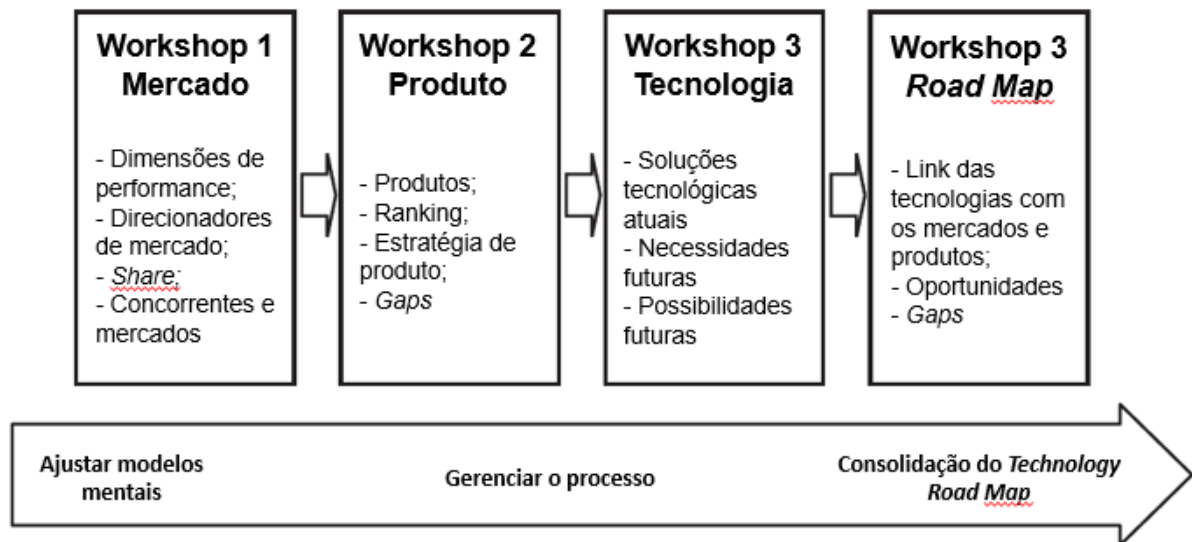 Workshop 1
Mercado
- Dimensões de
performance;
- Direcionadores
de mercado;
- Share;
- Concorrentes e
mercados
Workshop 2
Produto
- Produtos;
- Ranking;
- Estratégia de
produto;
- Gaps
Workshop 3
Tecnologia
- Soluções
tecnológicas
atuais
- Necessidades
futuras
- Possibilidades
futuras
Workshop 3
Road Map
- Link das
tecnologias com
os mercados e
produtos;
- Oportunidades
- Gaps
Ajustar modelos
mentais
Gerenciar o processo
Consolidação do Technology
Road Map